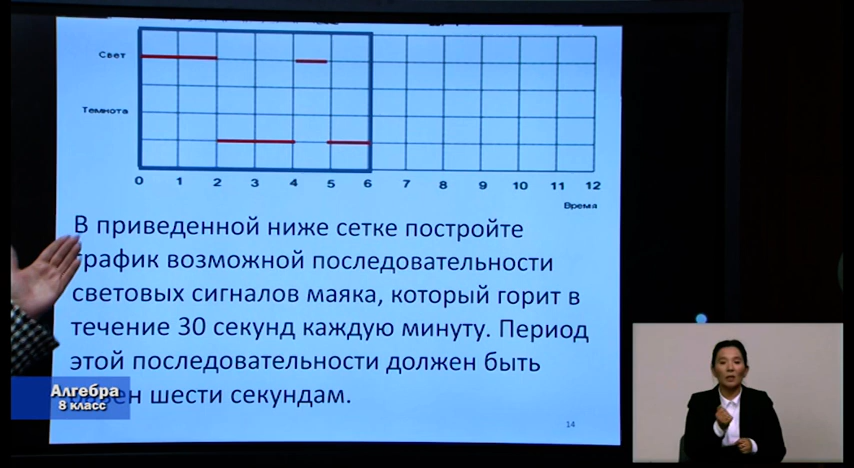 Свет
Темнота
0 1 2 3 4 5 6 7 8 9 10 11 12
Время
В приведенной ниже сетке постройте
график возможной последовательности
световых сигналов маяка, который горит в
течение 30 секунд каждую минуту. Период
этой последовательности должен быть
шести секундам.
14
Алгебра
8 класс